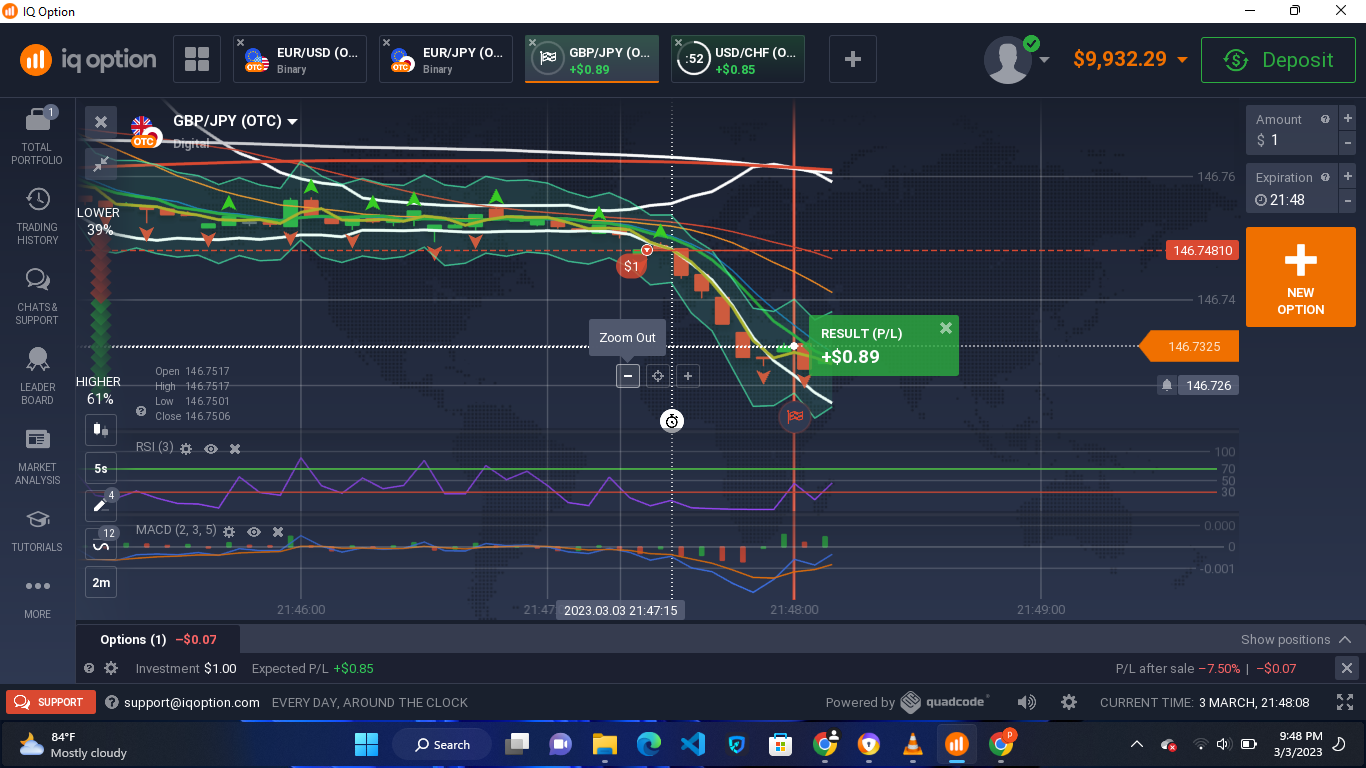 IQ Option
iq option
EUR/USD (O...
Binary
OTC
EUR/JPY (O...
Binary
OTC
GBP/JPY (O...
+$0.89
:52
USD/CHF (O...
+$0.85
$9,932.29
Deposit
1
TOTAL
PORTFOLIO
TRADING
HISTORY
CHATS &
SUPPORT
LEADER
BOARD
MARKET
ANALYSIS
TUTORIALS
MORE
OTC
GBP/JPY (OTC)
Digital
LOWER
39%
HIGHER
61%
Open 146.7517
High 146.7517
Low 146.7501
Close 146.7506
5s
4
12
2m
$1
Zoom Out
RESULT (P/L)
+$0.89
146.76
146.74810
146.74
146.7325
146.726
RSI (3)
100
70
50
30
MACD (2, 3, 5)
0.000
0
-0.001
21:46:00
21:47
2023.03.03 21:47:15
21:48:00
21:49:00
Amount
$ 1
Expiration
21:48
NEW
OPTION
Options (1) −$0.07
Show positions
Investment $1.00 Expected P/L +$0.85
P/L after sale −7.50% | −$0.07
SUPPORT
support@iqoption.com EVERY DAY, AROUND THE CLOCK
Powered by quadcode
CURRENT TIME: 3 MARCH, 21:48:08
84°F
Mostly cloudy
Search
P
9:48 PM
3/3/2023